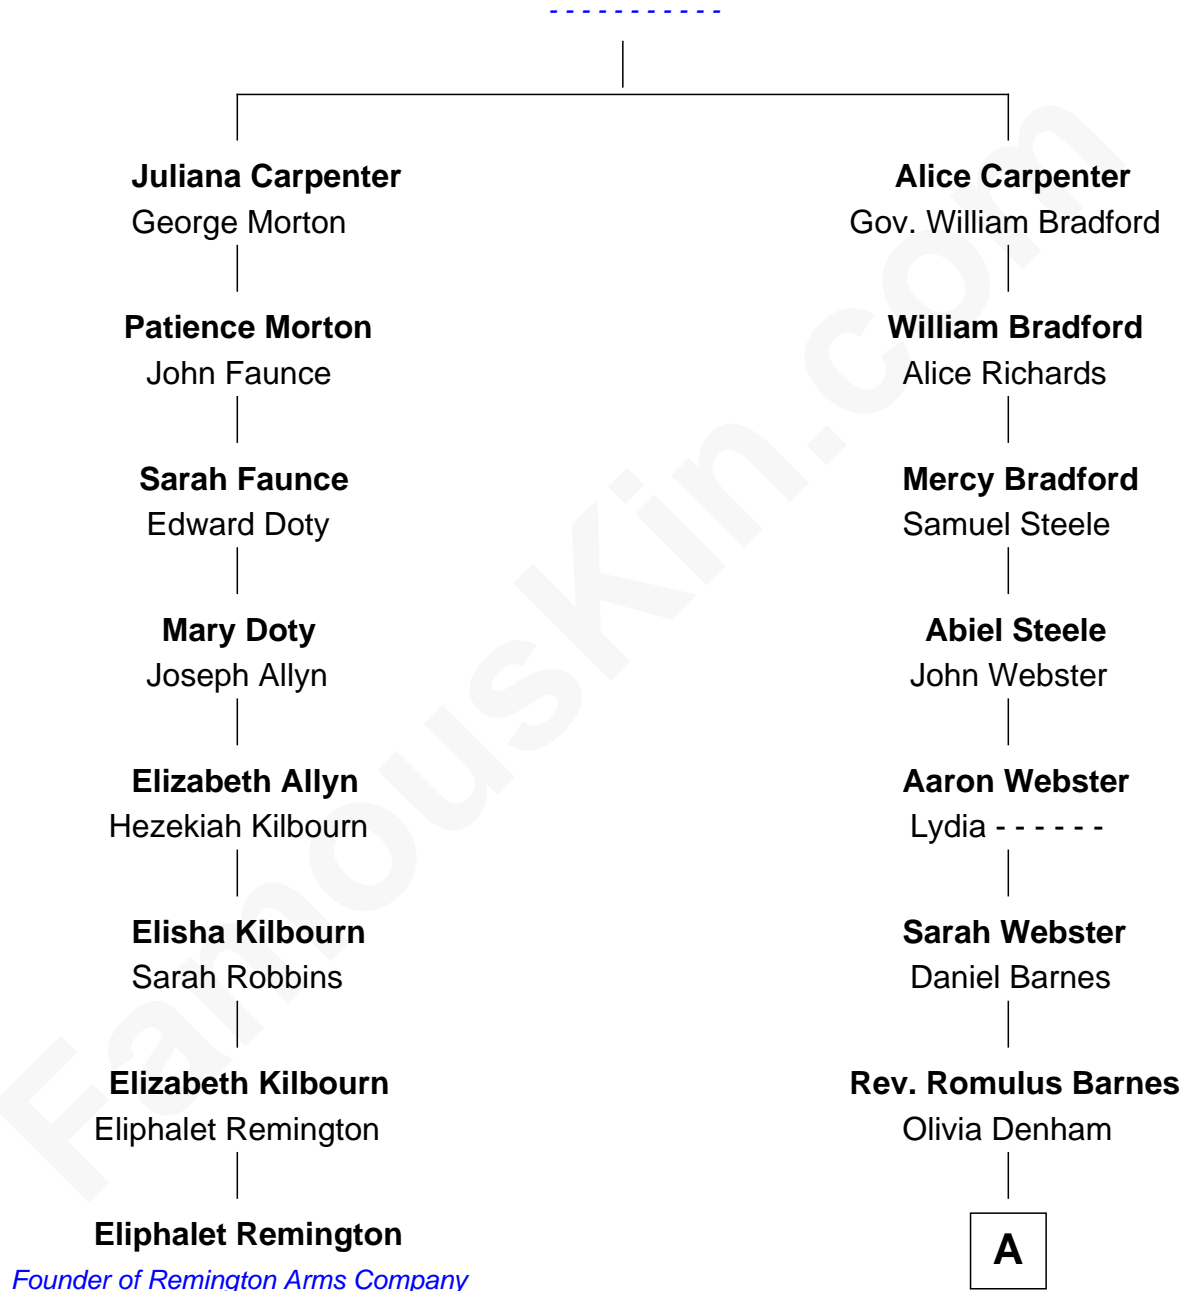 - - - - - - - - - - -
Juliana Carpenter
George Morton
Alice Carpenter
Gov. William Bradford
Patience Morton
John Faunce
William Bradford
Alice Richards
Sarah Faunce
Edward Doty
Mercy Bradford
Samuel Steele
Mary Doty
Joseph Allyn
Abiel Steele
John Webster
Elizabeth Allyn
Hezekiah Kilbourn
Aaron Webster
Lydia - - - - - -
Elisha Kilbourn
Sarah Robbins
Sarah Webster
Daniel Barnes
Elizabeth Kilbourn
Eliphalet Remington
Rev. Romulus Barnes
Olivia Denham
Eliphalet Remington
Founder of Remington Arms Company
A
FamousKin.com